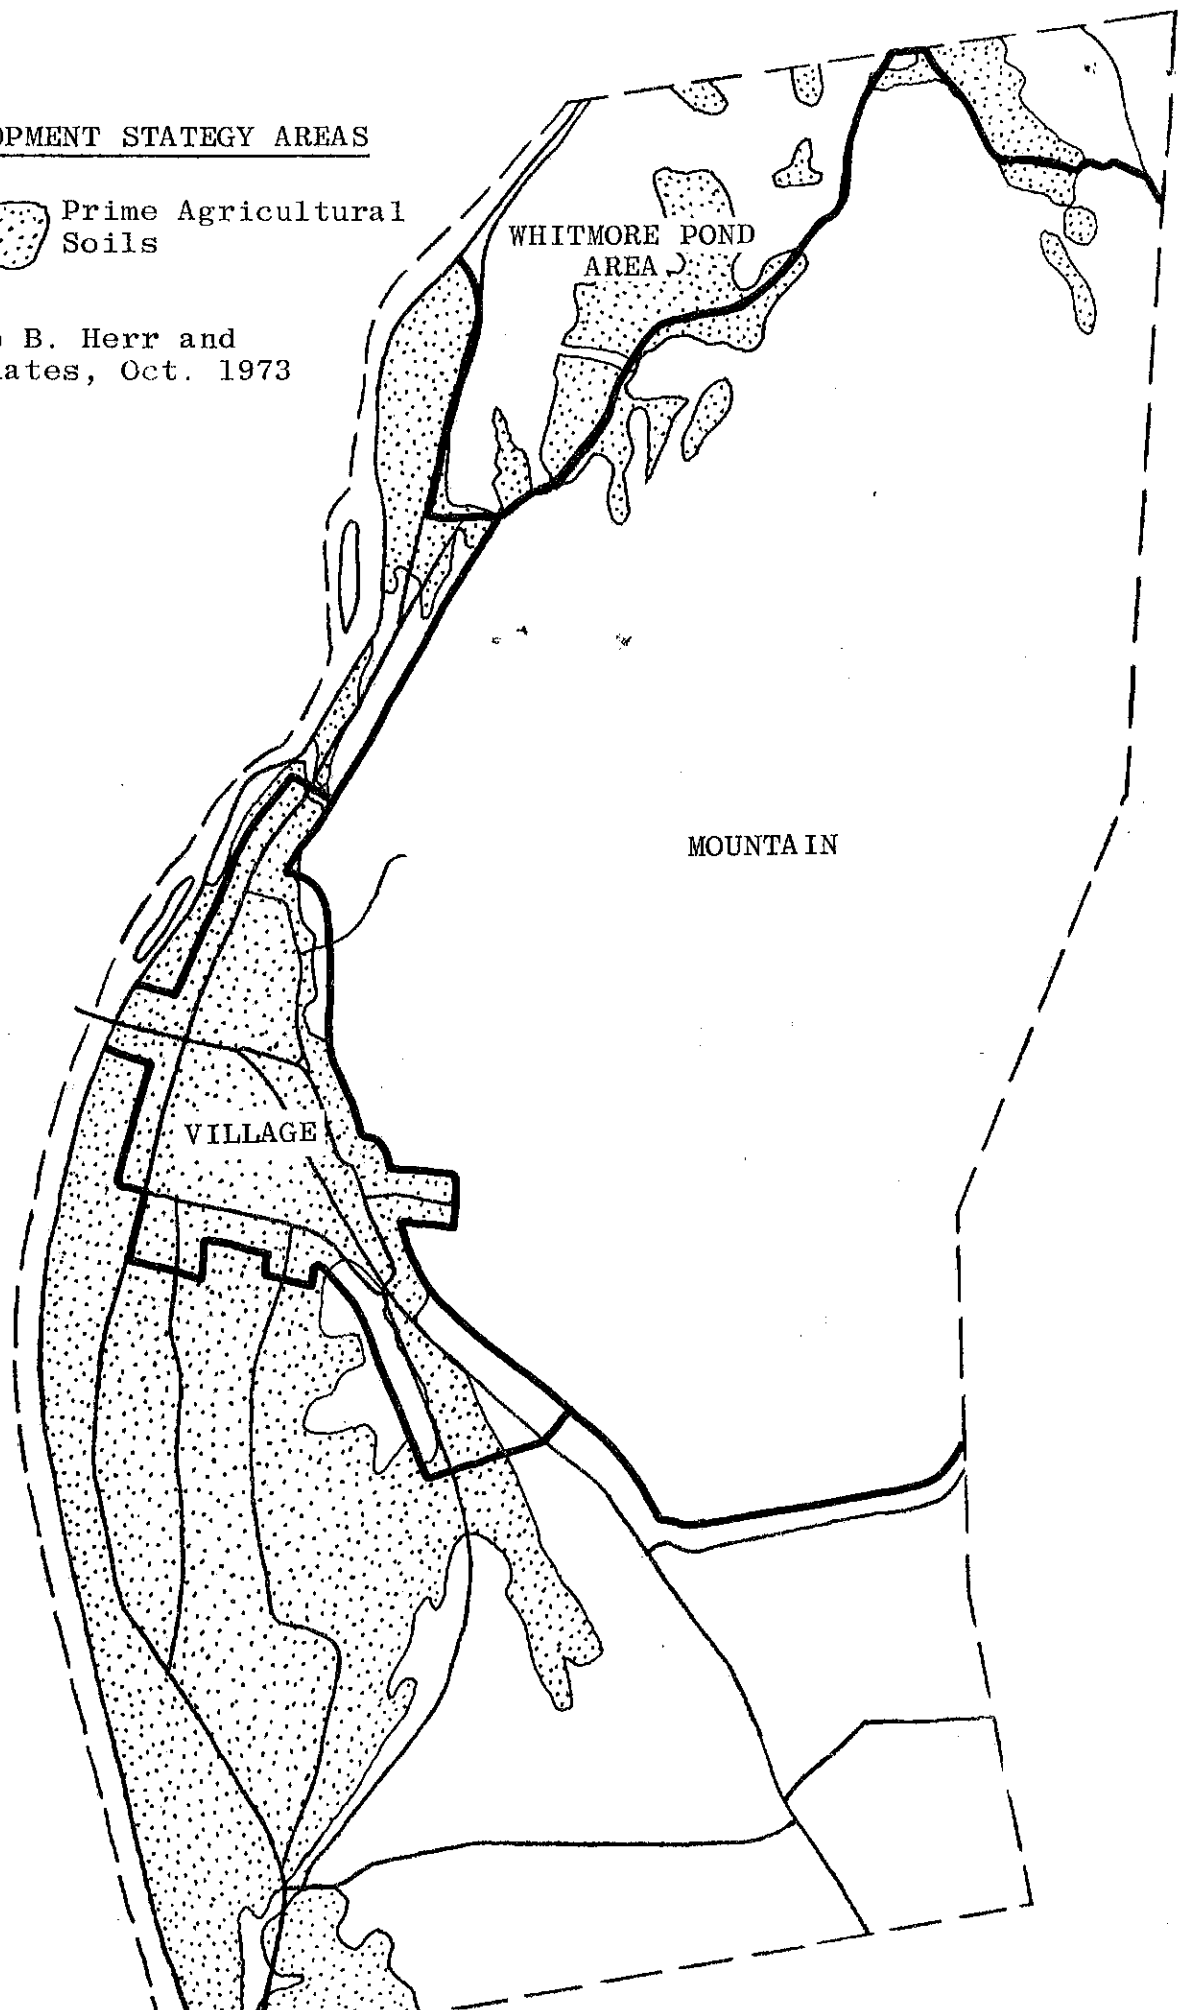 OPMENT STATEGY AREAS
Prime Agricultural
Soils
B. Herr and
ates, Oct. 1973
WHITMORE POND
AREA
MOUNTAIN
VILLAGE